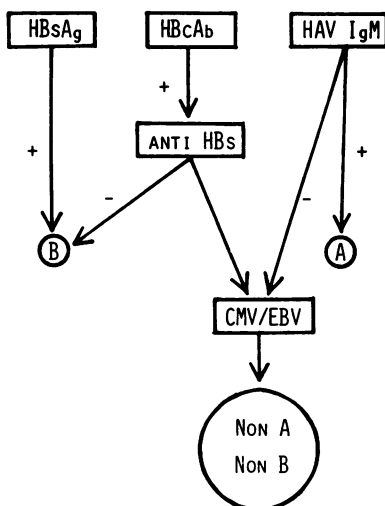 HBsAg
HBcAb
HAV IgM
+
+
+
ANTI HBs
-
-
B
A
CMV/EBV
NON A
NON B